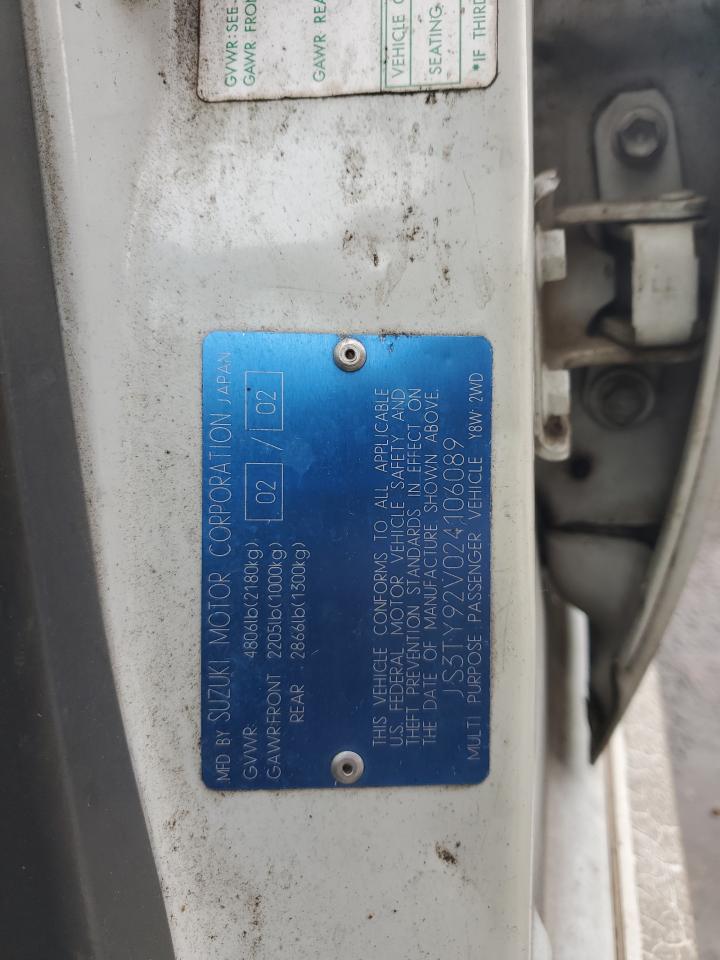 GVWR: SEE
GAWR FRON
GAWR REA
VEHICLE C
SEATING
*IF THIRD
MFD BY SUZUKI MOTOR CORPORATION JAPAN
GVWR 4806lb(2180kg) 02 / 02
GAWR FRONT 2205lb(1000kg)
REAR 2866lb(1300kg)
THIS VEHICLE CONFORMS TO ALL APPLICABLE
U.S. FEDERAL MOTOR VEHICLE SAFETY AND
THEFT PREVENTION STANDARDS IN EFFECT ON
THE DATE OF MANUFACTURE SHOWN ABOVE.
JS3TY92V024106089
MULTI PURPOSE PASSENGER VEHICLE Y8W 2WD